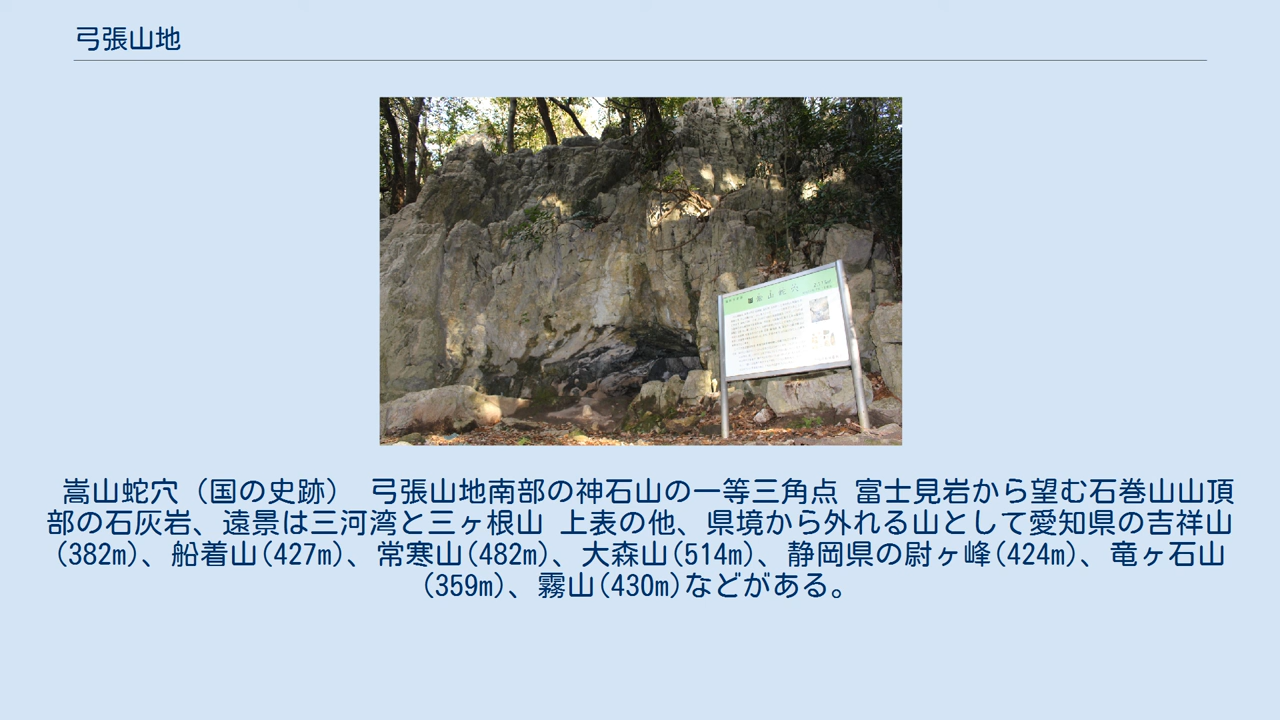 弓張山地
嵩山蛇穴
嵩山蛇穴（国の史跡） 弓張山地南部の神石山の一等三角点 富士見岩から望む石巻山山頂
部の石灰岩、遠景は三河湾と三ヶ根山 上表の他、県境から外れる山として愛知県の吉祥山
(382m)、船着山(427m)、常寒山(482m)、大森山(514m)、静岡県の尉ヶ峰(424m)、竜ヶ石山
(359m)、霧山(430m)などがある。